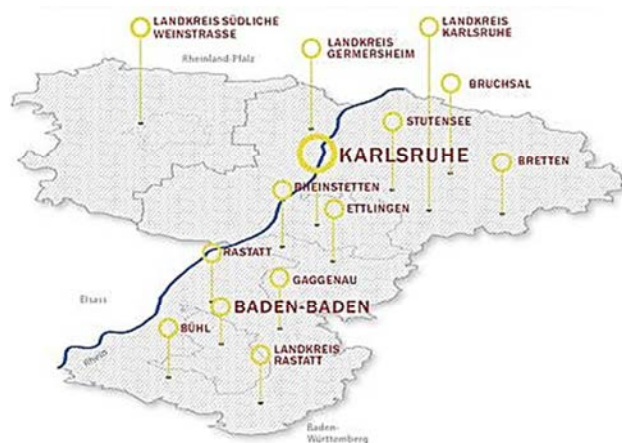 LANDKREIS SÜDLICHE
WEINSTRASSE
Rheinland-Pfalz
LANDKREIS
GERMERSHEIM
LANDKREIS
KARLSRUHE
BRUCHSAL
STUTENSEE
KARLSRUHE
BRETTEN
RHEINSTETTEN
ETTLINGEN
RASTATT
GAGGENAU
Elsass
BADEN-BADEN
BÜHL
Rhein
LANDKREIS
RASTATT
Baden-
Württemberg